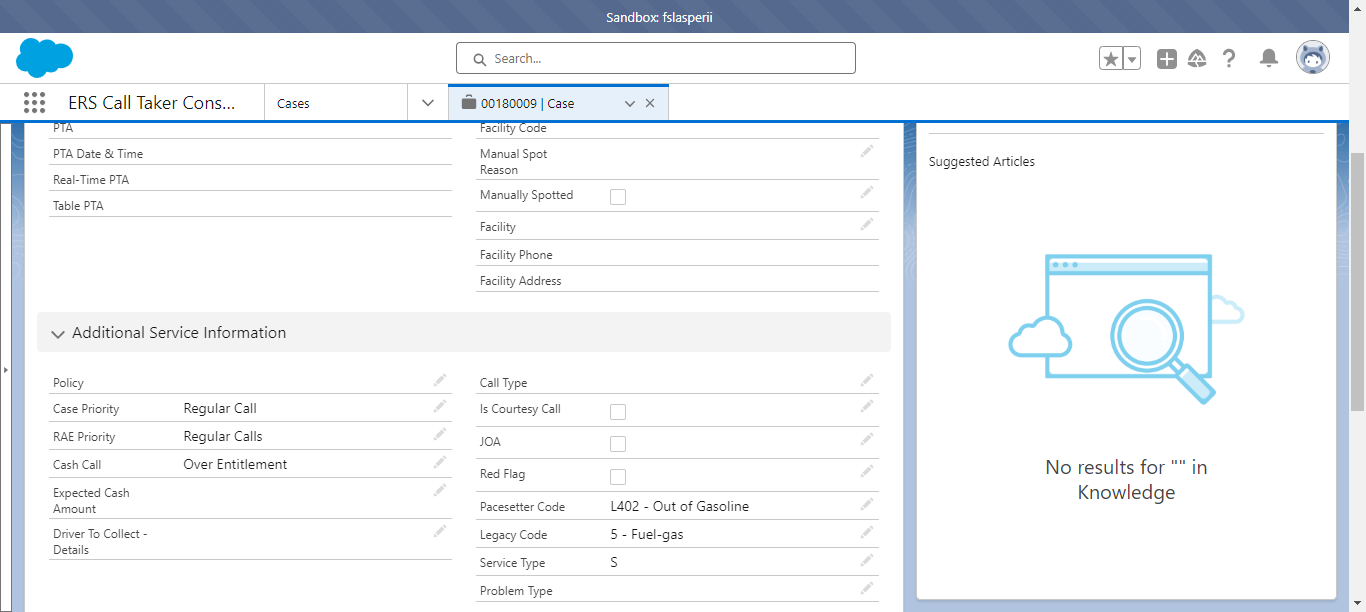 Sandbox: fslasperii
Search...
ERS Call Taker Cons...
Cases
00180009 | Case
PTA
PTA Date & Time
Real-Time PTA
Table PTA
Facility Code
Manual Spot
Reason
Manually Spotted
Facility
Facility Phone
Facility Address
Additional Service Information
Policy
Case Priority Regular Call
RAE Priority Regular Calls
Cash Call Over Entitlement
Expected Cash
Amount
Driver To Collect -
Details
Call Type
Is Courtesy Call
JOA
Red Flag
Pacesetter Code L402 - Out of Gasoline
Legacy Code 5 - Fuel-gas
Service Type S
Problem Type
Suggested Articles
No results for "" in
Knowledge